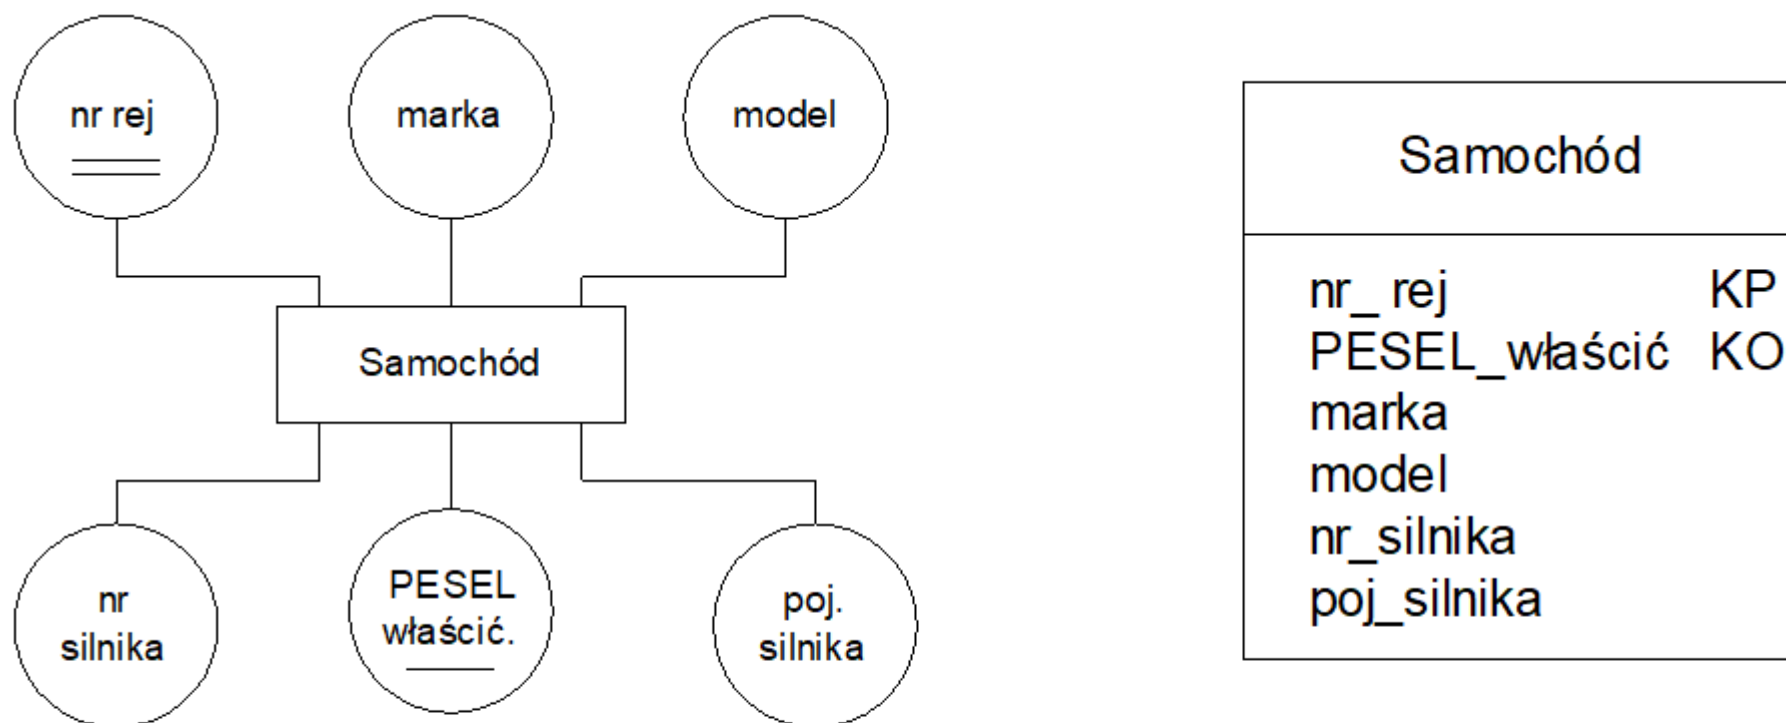 nr rej
marka
model
Samochód
nr
silnika
PESEL
właścić.
poj.
silnika
Samochód
nr_ rej KP
PESEL_właścić KO
marka
model
nr_silnika
poj_silnika